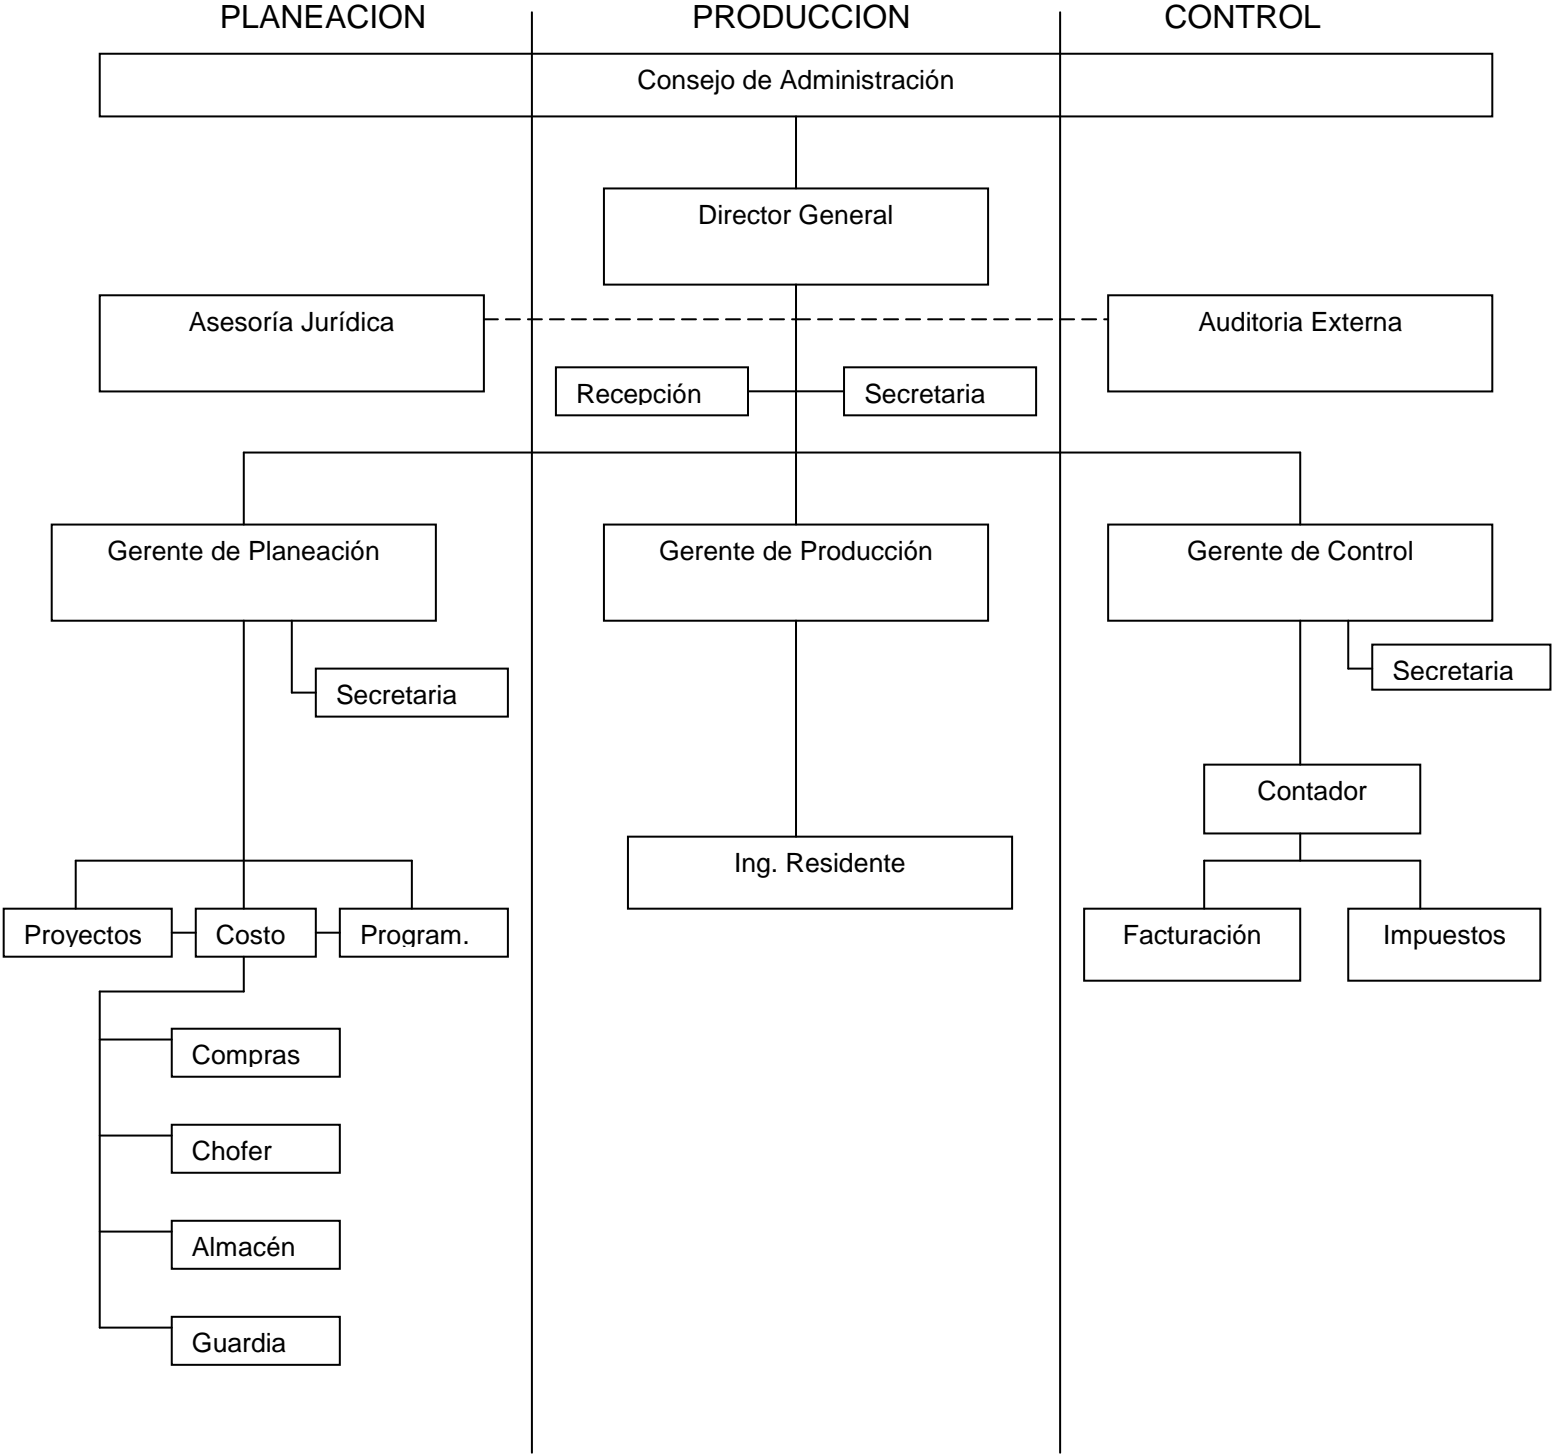 PLANEACION
PRODUCCION
CONTROL
Consejo de Administración
Director General
Asesoría Jurídica
Auditoria Externa
Recepción
Secretaria
Gerente de Planeación
Gerente de Producción
Gerente de Control
Secretaria
Secretaria
Contador
Ing. Residente
Proyectos
Costo
Program.
Facturación
Impuestos
Compras
Chofer
Almacén
Guardia